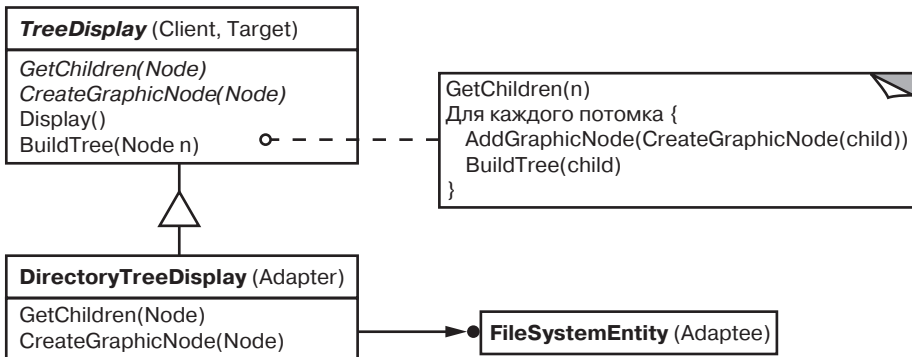 TreeDisplay (Client, Target)
GetChildren(Node)
CreateGraphicNode(Node)
Display()
BuildTree(Node n)
GetChildren(n)
Для каждого потомка {
AddGraphicNode(CreateGraphicNode(child))
BuildTree(child)
}
DirectoryTreeDisplay (Adapter)
GetChildren(Node)
CreateGraphicNode(Node)
FileSystemEntity (Adaptee)